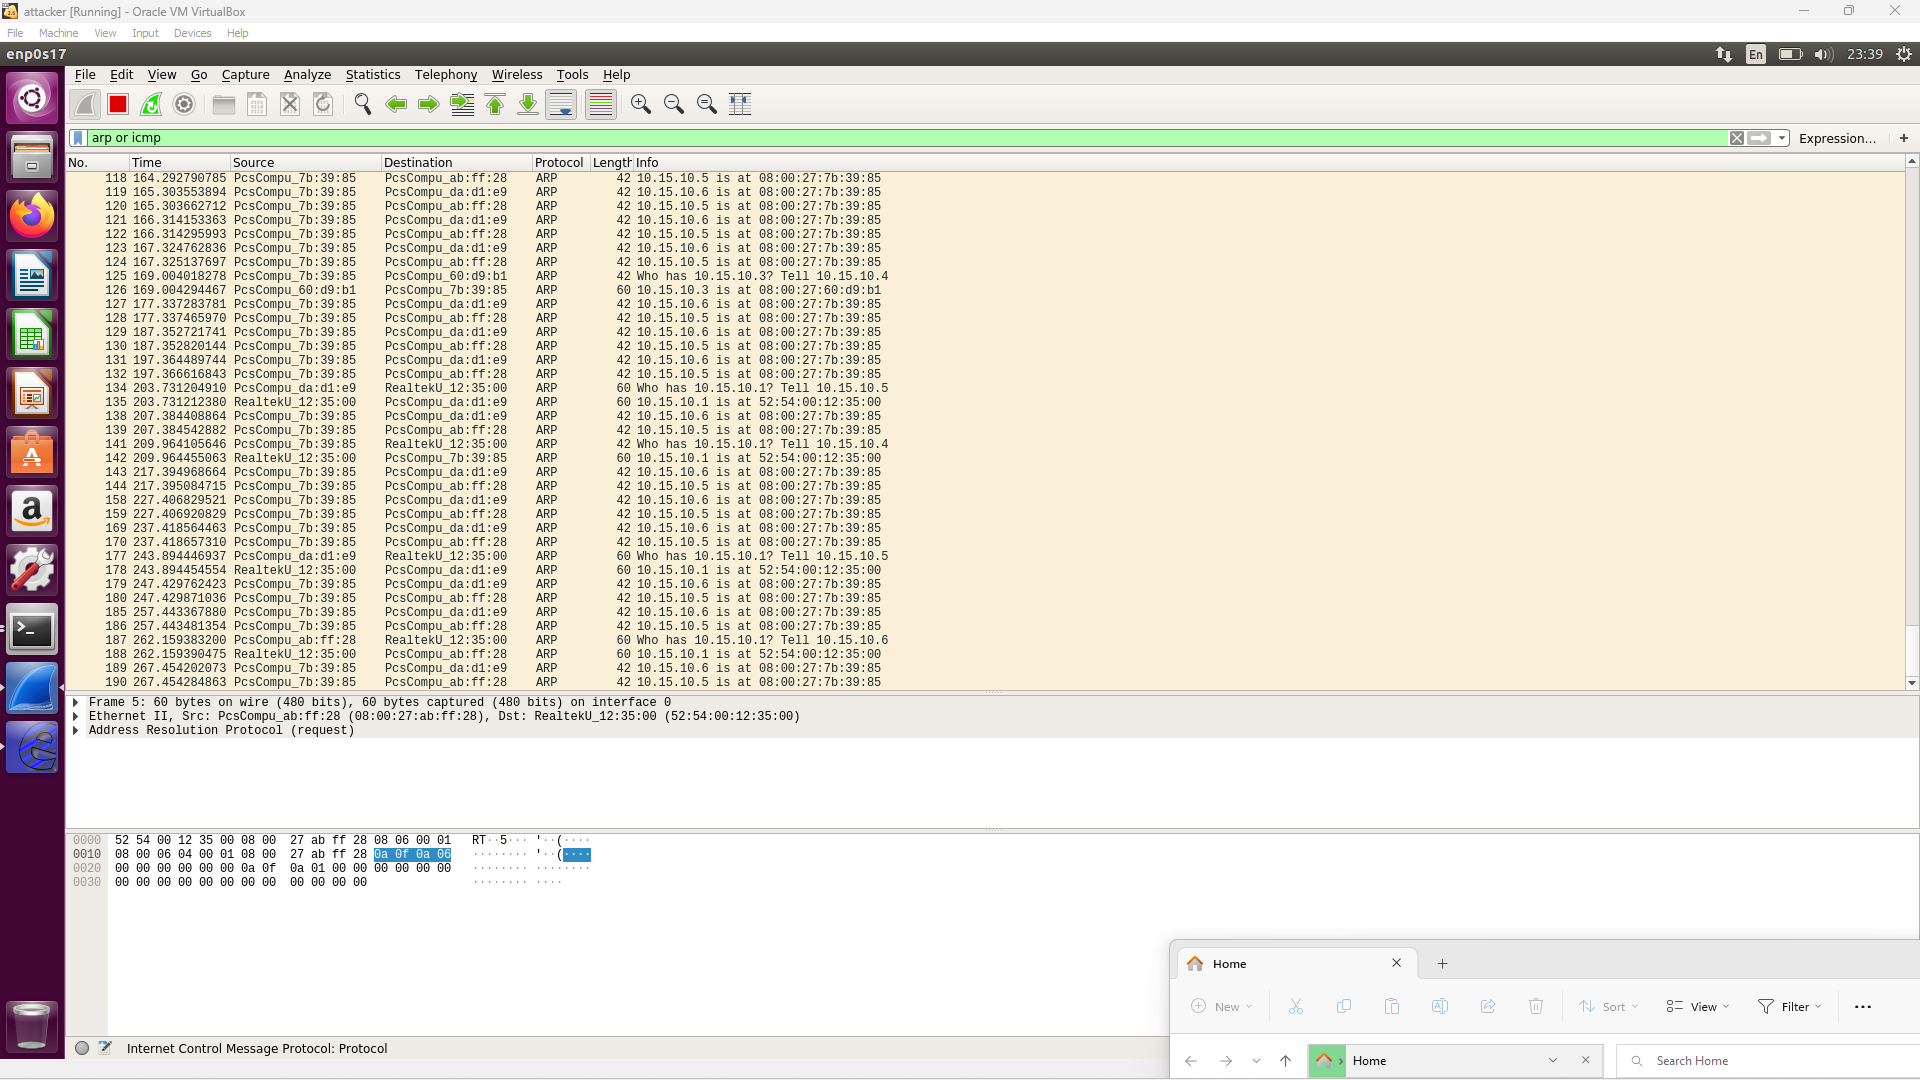 attacker [Running] - Oracle VM VirtualBox
File Machine View Input Devices Help
enp0s17 En 23:39
File Edit View Go Capture Analyze Statistics Telephony Wireless Tools Help
arp or icmp Expression... +
No. Time Source Destination Protocol Length Info
118 164.292790785 PcsCompu_7b:39:85 PcsCompu_ab:ff:28 ARP 42 10.15.10.5 is at 08:00:27:7b:39:85
119 165.303553894 PcsCompu_7b:39:85 PcsCompu_da:d1:e9 ARP 42 10.15.10.6 is at 08:00:27:7b:39:85
120 165.303662712 PcsCompu_7b:39:85 PcsCompu_ab:ff:28 ARP 42 10.15.10.5 is at 08:00:27:7b:39:85
121 166.314153363 PcsCompu_7b:39:85 PcsCompu_da:d1:e9 ARP 42 10.15.10.6 is at 08:00:27:7b:39:85
122 166.314295993 PcsCompu_7b:39:85 PcsCompu_ab:ff:28 ARP 42 10.15.10.5 is at 08:00:27:7b:39:85
123 167.324762836 PcsCompu_7b:39:85 PcsCompu_da:d1:e9 ARP 42 10.15.10.6 is at 08:00:27:7b:39:85
124 167.325137697 PcsCompu_7b:39:85 PcsCompu_ab:ff:28 ARP 42 10.15.10.5 is at 08:00:27:7b:39:85
125 169.004018278 PcsCompu_7b:39:85 PcsCompu_60:d9:b1 ARP 42 Who has 10.15.10.3? Tell 10.15.10.4
126 169.004294467 PcsCompu_60:d9:b1 PcsCompu_7b:39:85 ARP 60 10.15.10.3 is at 08:00:27:60:d9:b1
127 177.337283781 PcsCompu_7b:39:85 PcsCompu_da:d1:e9 ARP 42 10.15.10.6 is at 08:00:27:7b:39:85
128 177.337465970 PcsCompu_7b:39:85 PcsCompu_ab:ff:28 ARP 42 10.15.10.5 is at 08:00:27:7b:39:85
129 187.352721741 PcsCompu_7b:39:85 PcsCompu_da:d1:e9 ARP 42 10.15.10.6 is at 08:00:27:7b:39:85
130 187.352820144 PcsCompu_7b:39:85 PcsCompu_ab:ff:28 ARP 42 10.15.10.5 is at 08:00:27:7b:39:85
131 197.364489744 PcsCompu_7b:39:85 PcsCompu_da:d1:e9 ARP 42 10.15.10.6 is at 08:00:27:7b:39:85
132 197.366616843 PcsCompu_7b:39:85 PcsCompu_ab:ff:28 ARP 42 10.15.10.5 is at 08:00:27:7b:39:85
134 203.731204910 PcsCompu_da:d1:e9 RealtekU_12:35:00 ARP 60 Who has 10.15.10.1? Tell 10.15.10.5
135 203.731212380 RealtekU_12:35:00 PcsCompu_da:d1:e9 ARP 60 10.15.10.1 is at 52:54:00:12:35:00
138 207.384408864 PcsCompu_7b:39:85 PcsCompu_da:d1:e9 ARP 42 10.15.10.6 is at 08:00:27:7b:39:85
139 207.384542882 PcsCompu_7b:39:85 PcsCompu_ab:ff:28 ARP 42 10.15.10.5 is at 08:00:27:7b:39:85
141 209.964105646 PcsCompu_7b:39:85 RealtekU_12:35:00 ARP 42 Who has 10.15.10.1? Tell 10.15.10.4
142 209.964455063 RealtekU_12:35:00 PcsCompu_7b:39:85 ARP 60 10.15.10.1 is at 52:54:00:12:35:00
143 217.394968664 PcsCompu_7b:39:85 PcsCompu_da:d1:e9 ARP 42 10.15.10.6 is at 08:00:27:7b:39:85
144 217.395084715 PcsCompu_7b:39:85 PcsCompu_ab:ff:28 ARP 42 10.15.10.5 is at 08:00:27:7b:39:85
158 227.406829521 PcsCompu_7b:39:85 PcsCompu_da:d1:e9 ARP 42 10.15.10.6 is at 08:00:27:7b:39:85
159 227.406920829 PcsCompu_7b:39:85 PcsCompu_ab:ff:28 ARP 42 10.15.10.5 is at 08:00:27:7b:39:85
169 237.418564463 PcsCompu_7b:39:85 PcsCompu_da:d1:e9 ARP 42 10.15.10.6 is at 08:00:27:7b:39:85
170 237.418657310 PcsCompu_7b:39:85 PcsCompu_ab:ff:28 ARP 42 10.15.10.5 is at 08:00:27:7b:39:85
177 243.894446937 PcsCompu_da:d1:e9 RealtekU_12:35:00 ARP 60 Who has 10.15.10.1? Tell 10.15.10.5
178 243.894454554 RealtekU_12:35:00 PcsCompu_da:d1:e9 ARP 60 10.15.10.1 is at 52:54:00:12:35:00
179 247.429762423 PcsCompu_7b:39:85 PcsCompu_da:d1:e9 ARP 42 10.15.10.6 is at 08:00:27:7b:39:85
180 247.429871036 PcsCompu_7b:39:85 PcsCompu_ab:ff:28 ARP 42 10.15.10.5 is at 08:00:27:7b:39:85
185 257.443367880 PcsCompu_7b:39:85 PcsCompu_da:d1:e9 ARP 42 10.15.10.6 is at 08:00:27:7b:39:85
186 257.443481354 PcsCompu_7b:39:85 PcsCompu_ab:ff:28 ARP 42 10.15.10.5 is at 08:00:27:7b:39:85
187 262.159383200 PcsCompu_ab:ff:28 RealtekU_12:35:00 ARP 60 Who has 10.15.10.1? Tell 10.15.10.6
188 262.159390475 RealtekU_12:35:00 PcsCompu_ab:ff:28 ARP 60 10.15.10.1 is at 52:54:00:12:35:00
189 267.454202073 PcsCompu_7b:39:85 PcsCompu_da:d1:e9 ARP 42 10.15.10.6 is at 08:00:27:7b:39:85
190 267.454284863 PcsCompu_7b:39:85 PcsCompu_ab:ff:28 ARP 42 10.15.10.5 is at 08:00:27:7b:39:85
Frame 5: 60 bytes on wire (480 bits), 60 bytes captured (480 bits) on interface 0
Ethernet II, Src: PcsCompu_ab:ff:28 (08:00:27:ab:ff:28), Dst: RealtekU_12:35:00 (52:54:00:12:35:00)
Address Resolution Protocol (request)
0000 52 54 00 12 35 00 08 00 27 ab ff 28 08 06 00 01 RT··5··· '··(····
0010 08 00 06 04 00 01 08 00 27 ab ff 28 0a 0f 0a 06 ········ '··(····
0020 00 00 00 00 00 00 0a 0f 0a 01 00 00 00 00 00 00 ········ ········
0030 00 00 00 00 00 00 00 00 00 00 00 00 ········ ····
Internet Control Message Protocol: Protocol
Home
New Sort View Filter
Home Search Home